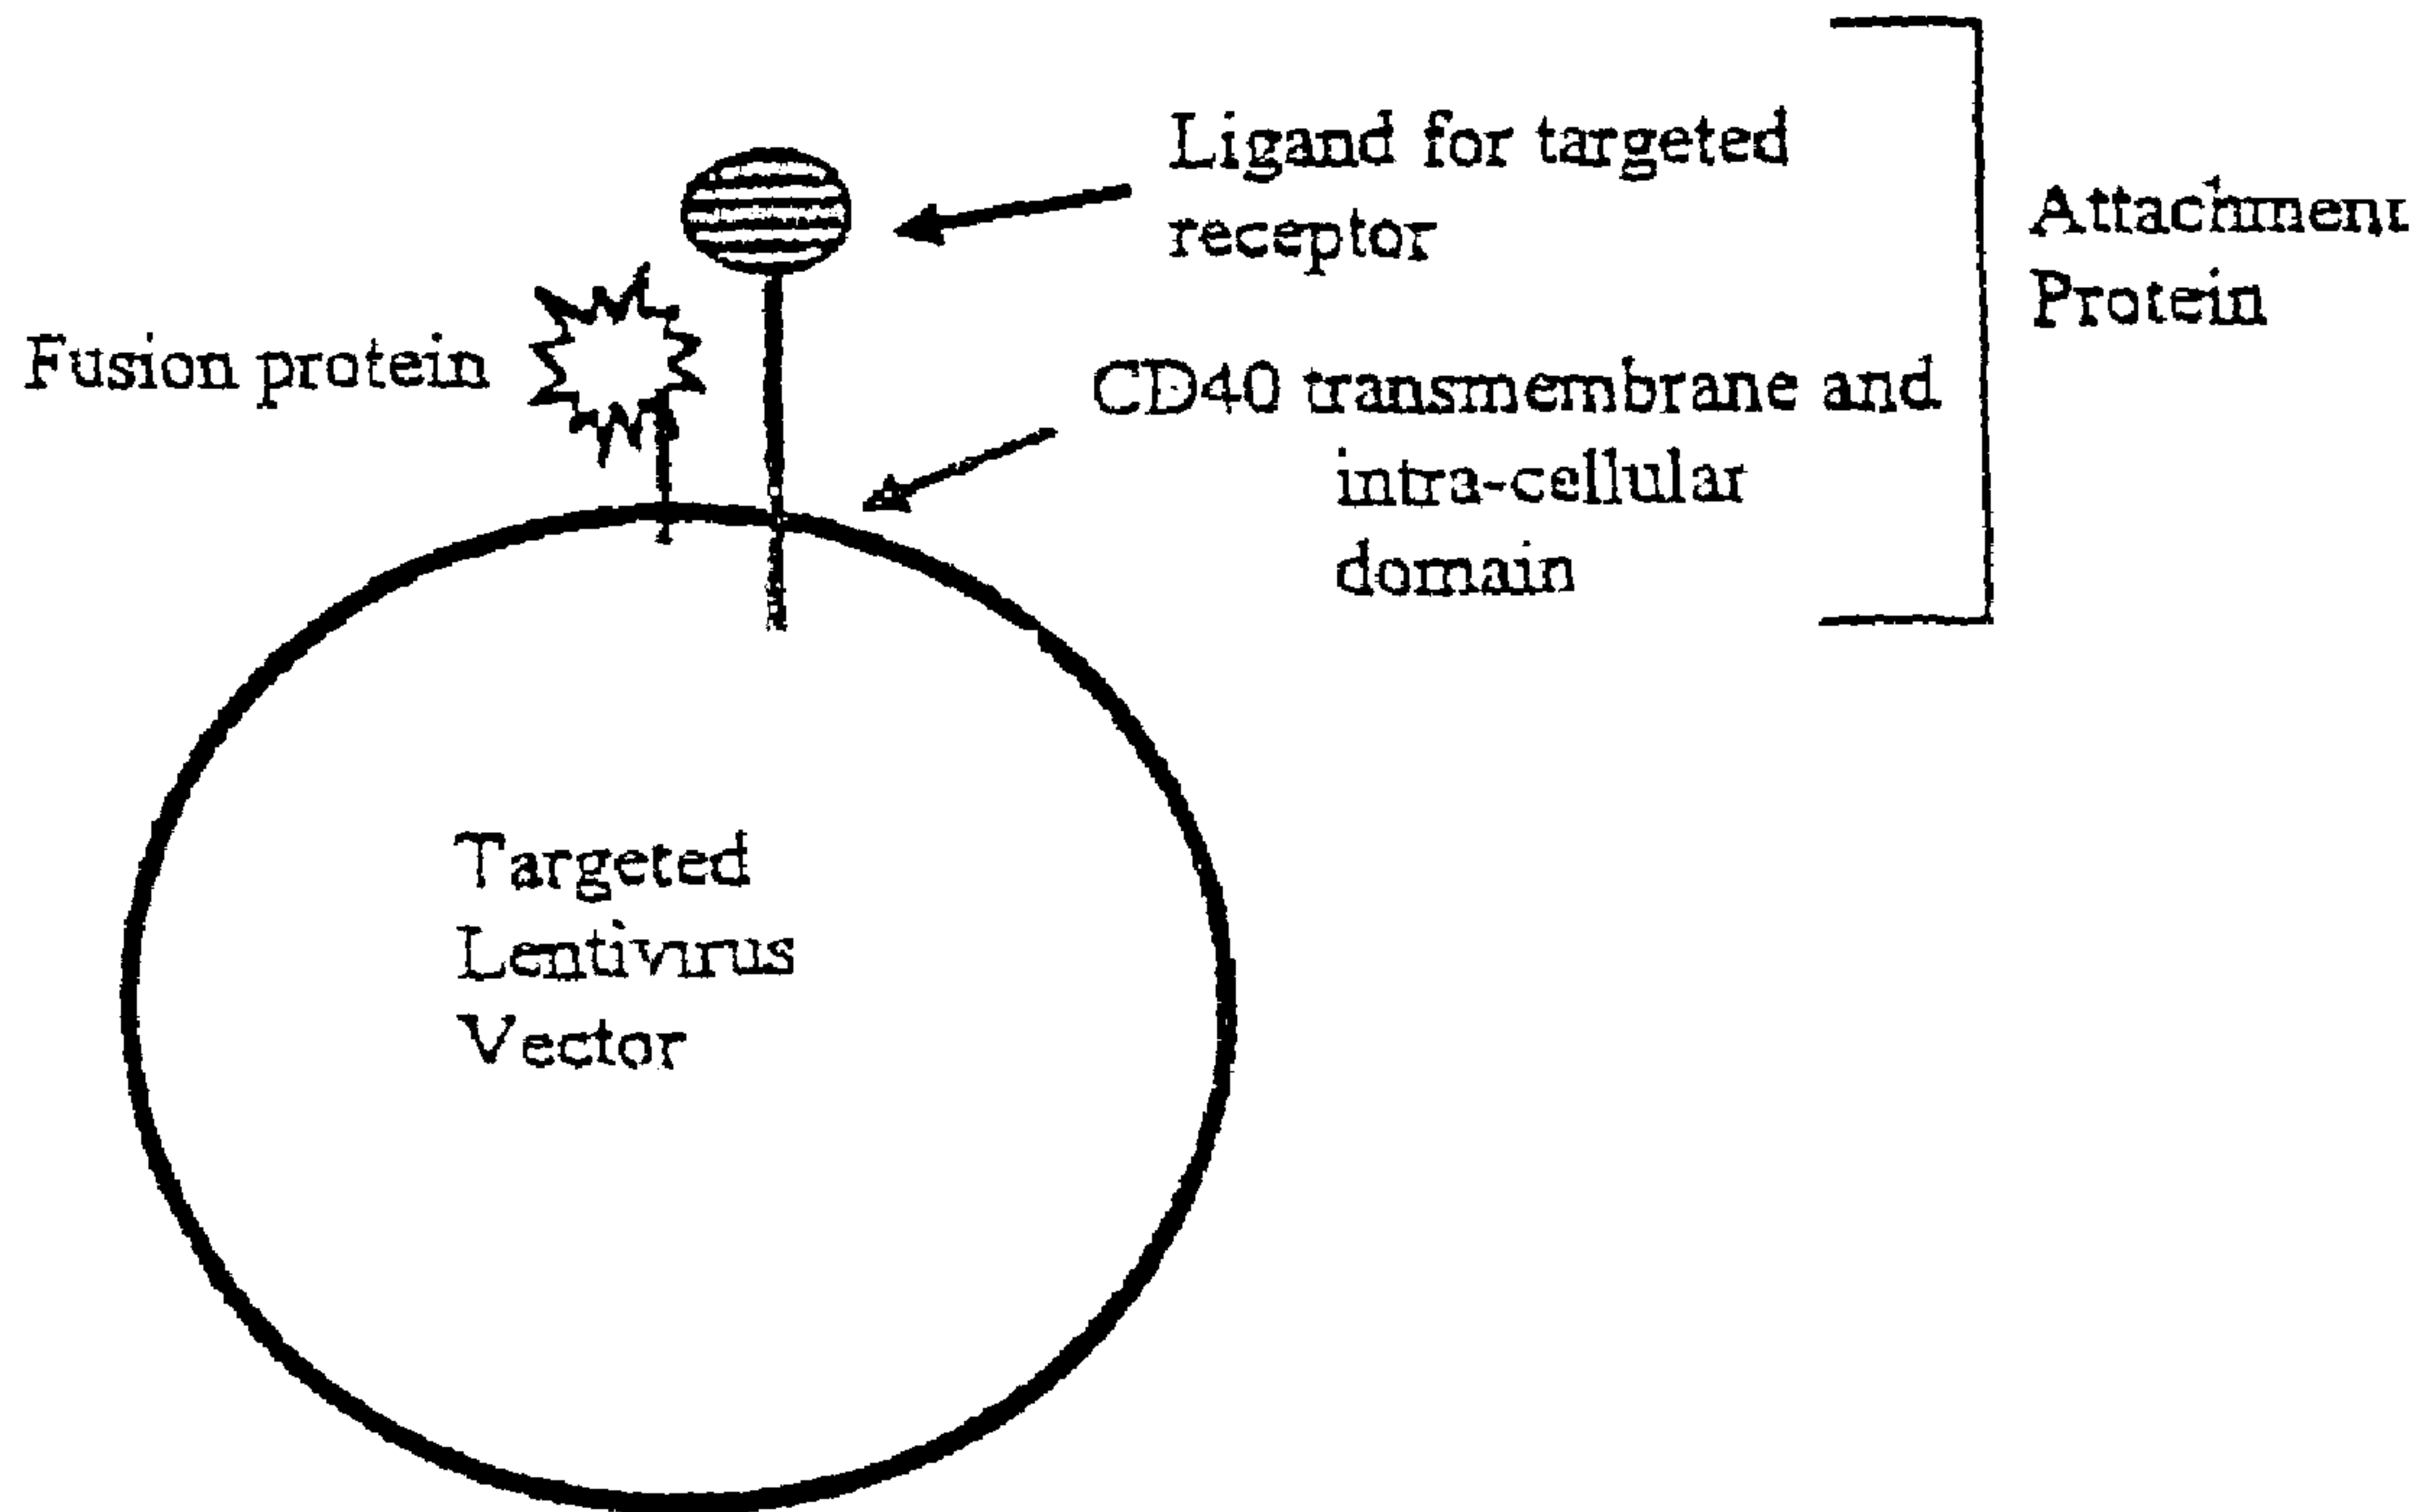 Ligand for targeted
receptor
Attachment
Protein
Fusion protein
CD40 transmembrane and
intra-cellular
domain
Targeted
Lentivirus
Vector